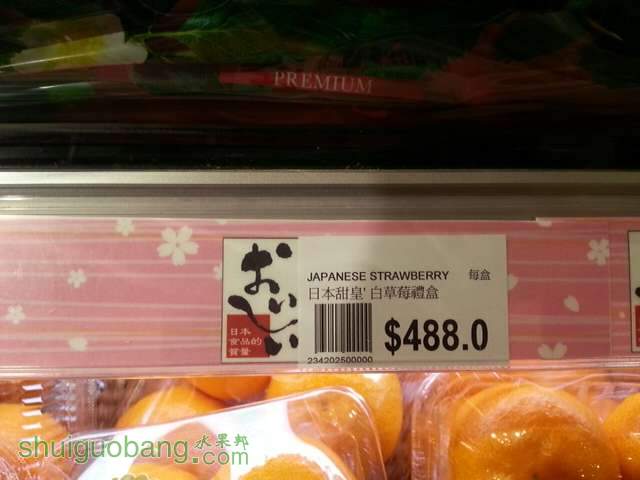 PREMIUM
おいしい
日本
食品的
質量
JAPANESE STRAWBERRY 每盒
日本甜皇' 白草莓禮盒
234202500000
$488.0
shuiguobang.com
水果邦